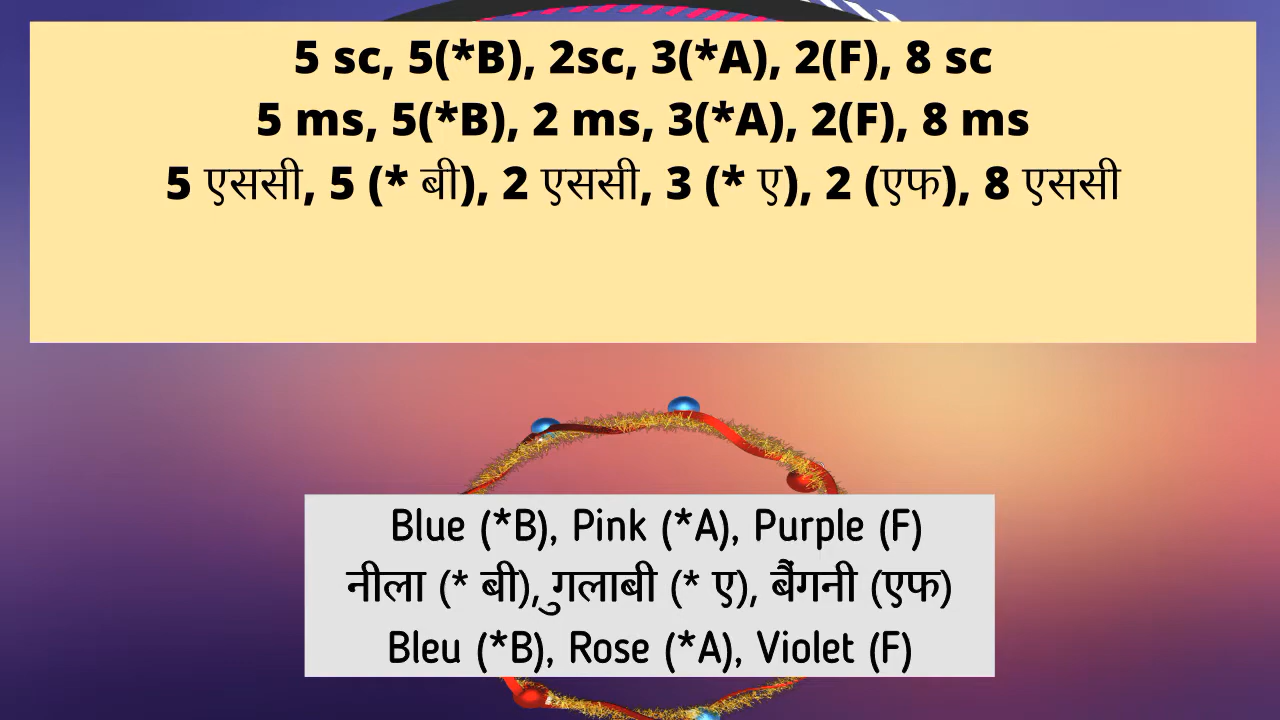 5 sc, 5(*B), 2sc, 3(*A), 2(F), 8 sc
5 ms, 5(*B), 2 ms, 3(*A), 2(F), 8 ms
5 एससी, 5 (* बी), 2 एससी, 3 (* ए), 2 (एफ), 8 एससी
Blue (*B), Pink (*A), Purple (F)
नीला (* बी), गुलाबी (* ए), बैंगनी (एफ)
Bleu (*B), Rose (*A), Violet (F)